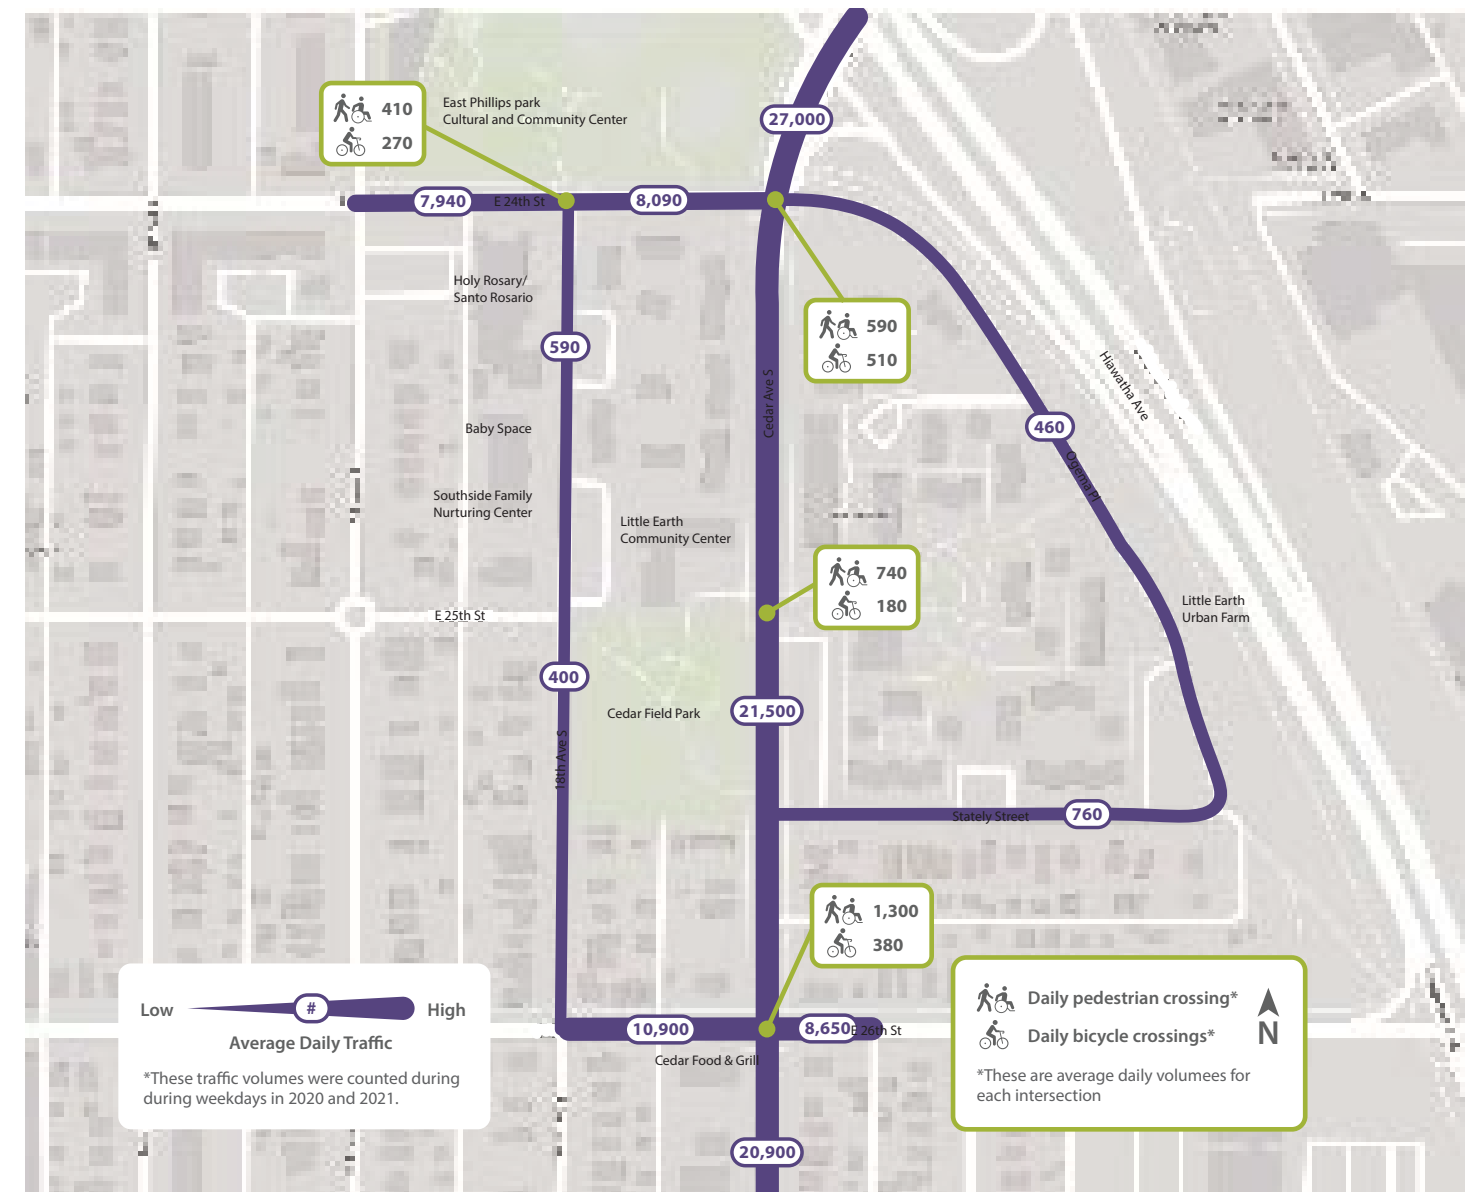 27,000
410
270
East Phillips park
Cultural and Community Center
7,940
E 24th St
8,090
Holy Rosary/
Santo Rosario
590
510
590
Cedar Ave S
Hiawatha Ave
460
Ogema Pl
Baby Space
Southside Family
Nurturing Center
Little Earth
Community Center
740
180
E 25th St
Little Earth
Urban Farm
400
Cedar Field Park
21,500
18th Ave S
Stately Street
760
1,300
380
10,900
8,650
E 26th St
Cedar Food & Grill
20,900
Low
#
High
Average Daily Traffic
*These traffic volumes were counted during
during weekdays in 2020 and 2021.
Daily pedestrian crossing*
Daily bicycle crossings*
N
*These are average daily volumees for
each intersection